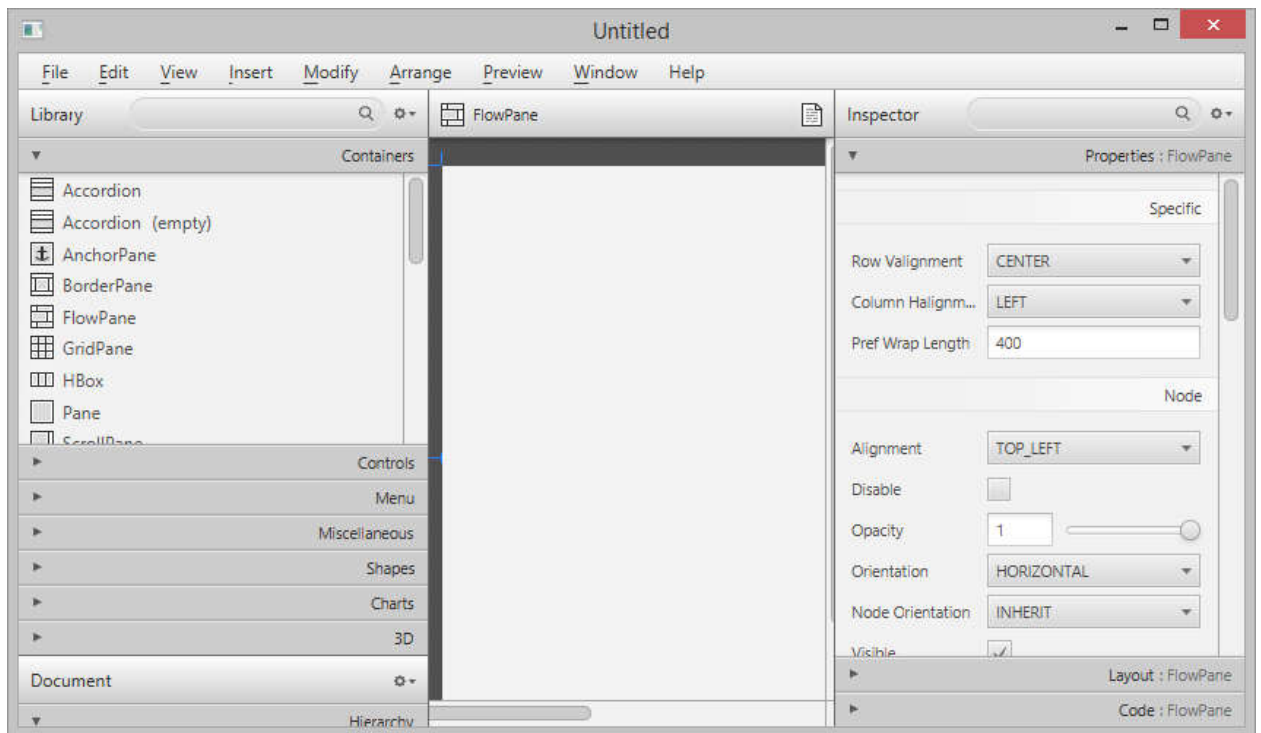 Untitled
File Edit View Insert Modify Arrange Preview Window Help
Library
Containers
Accordion
Accordion (empty)
AnchorPane
BorderPane
FlowPane
GridPane
HBox
Pane
ScrollPane
Controls
Menu
Miscellaneous
Shapes
Charts
3D
Document
Hierarchy
FlowPane
Inspector
Properties : FlowPane
Specific
Row Valignment CENTER
Column Halignm... LEFT
Pref Wrap Length 400
Node
Alignment TOP_LEFT
Disable
Opacity 1
Orientation HORIZONTAL
Node Orientation INHERIT
Visible
Layout : FlowPane
Code : FlowPane